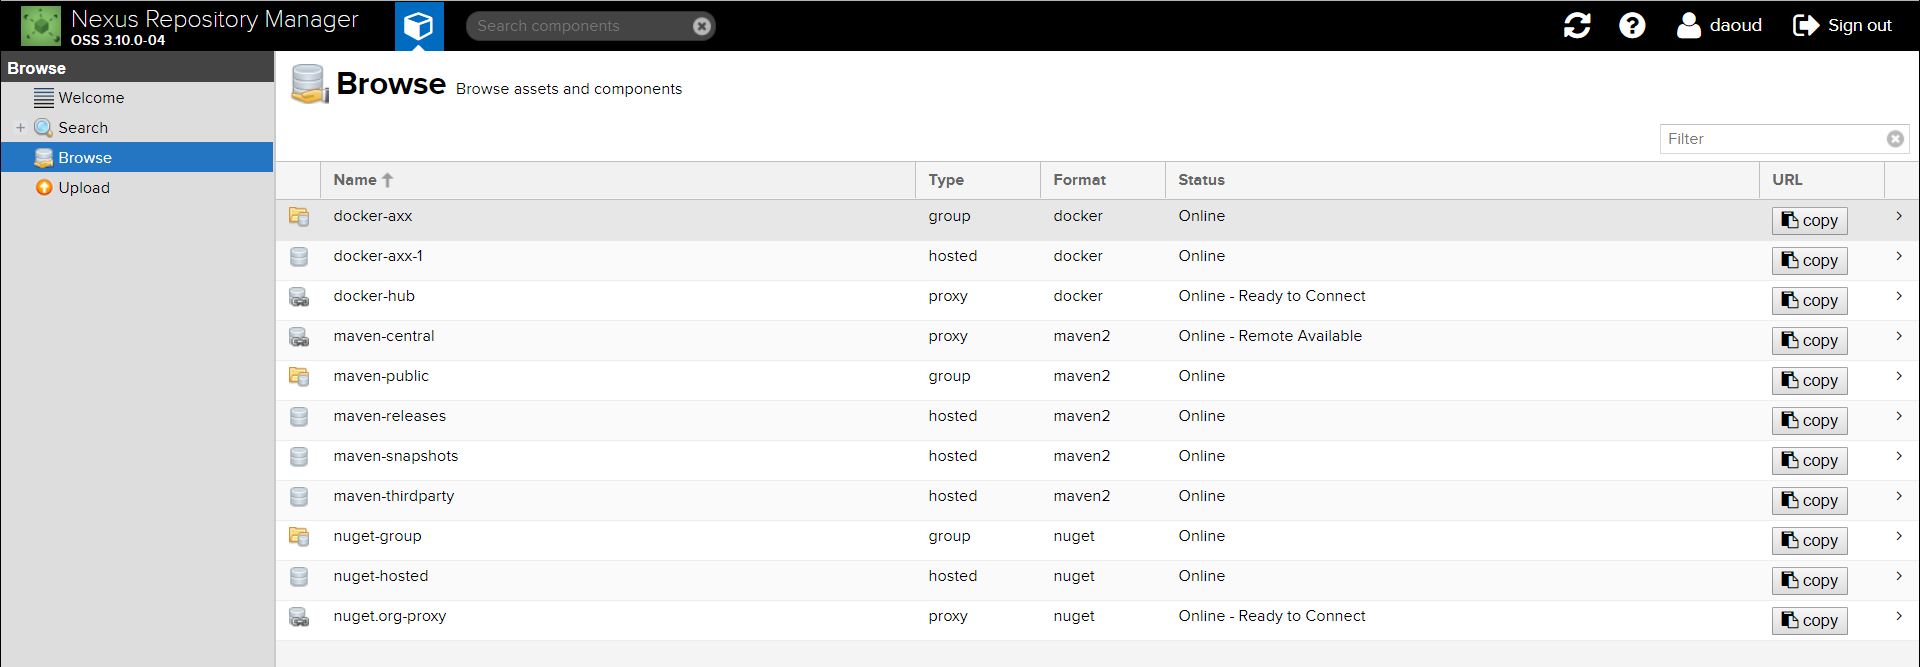 Nexus Repository Manager
OSS 3.10.0-04
Search components
daoud
Sign out
Browse
Welcome
Search
Browse
Upload
Browse Browse assets and components
Filter
Name Type Format Status URL
docker-axx group docker Online copy
docker-axx-1 hosted docker Online copy
docker-hub proxy docker Online - Ready to Connect copy
maven-central proxy maven2 Online - Remote Available copy
maven-public group maven2 Online copy
maven-releases hosted maven2 Online copy
maven-snapshots hosted maven2 Online copy
maven-thirdparty hosted maven2 Online copy
nuget-group group nuget Online copy
nuget-hosted hosted nuget Online copy
nuget.org-proxy proxy nuget Online - Ready to Connect copy